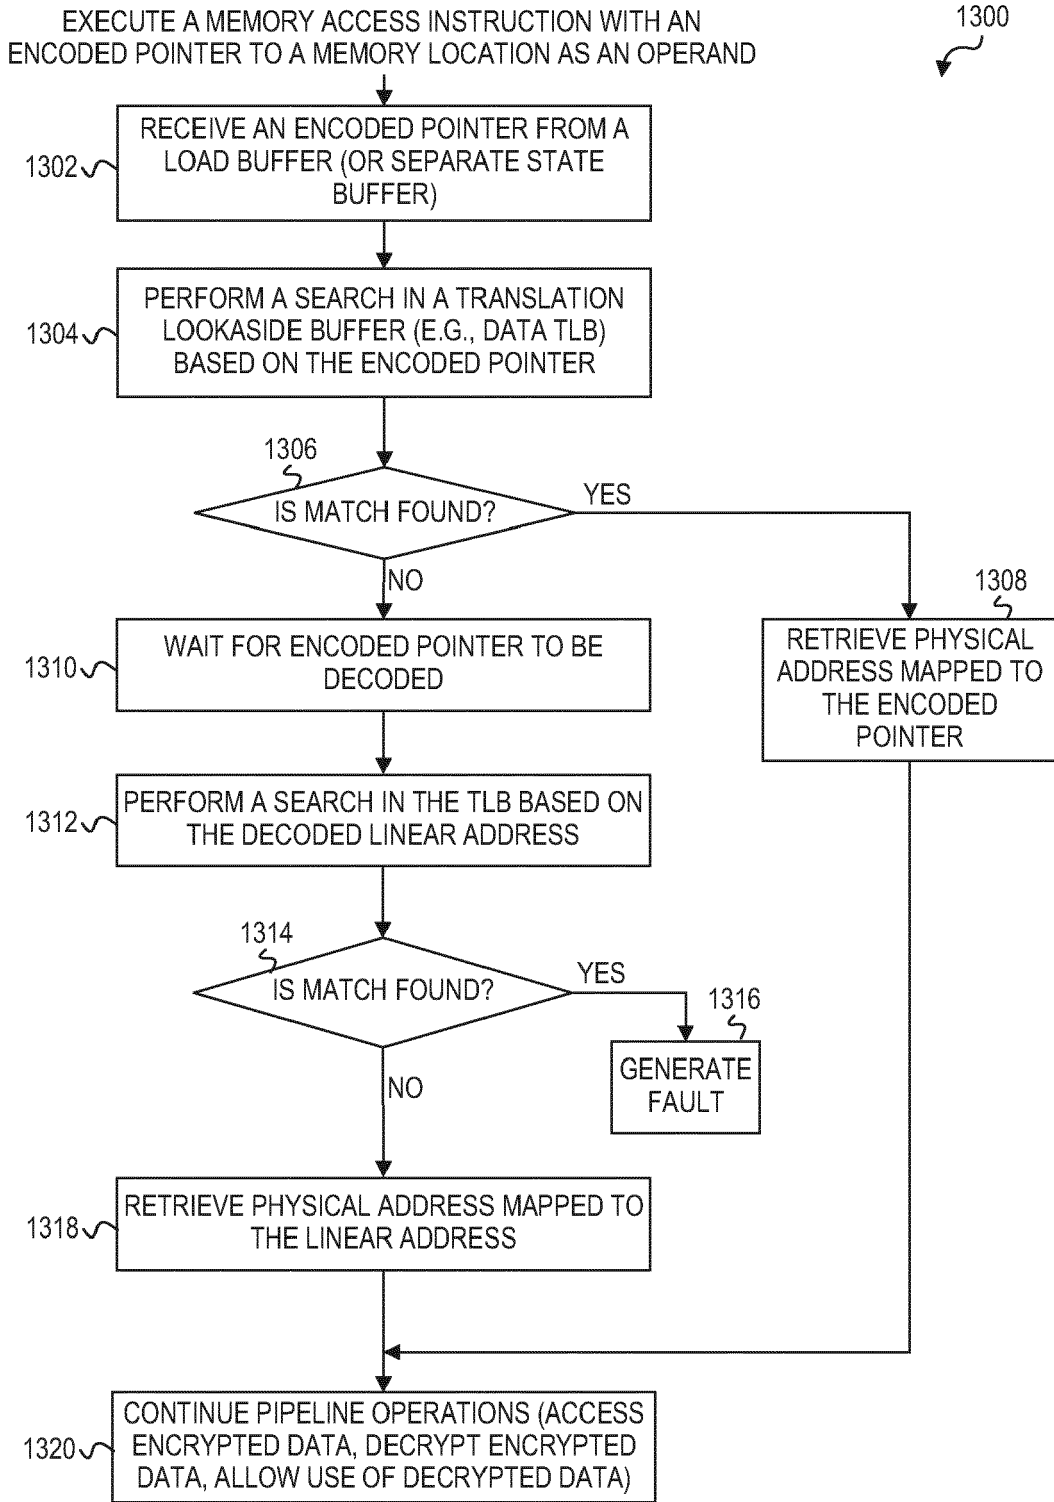 EXECUTE A MEMORY ACCESS INSTRUCTION WITH AN
ENCODED POINTER TO A MEMORY LOCATION AS AN OPERAND
1300
1302
RECEIVE AN ENCODED POINTER FROM A
LOAD BUFFER (OR SEPARATE STATE
BUFFER)
1304
PERFORM A SEARCH IN A TRANSLATION
LOOKASIDE BUFFER (E.G., DATA TLB)
BASED ON THE ENCODED POINTER
1306
IS MATCH FOUND?
YES
NO
1308
RETRIEVE PHYSICAL
ADDRESS MAPPED TO
THE ENCODED
POINTER
1310
WAIT FOR ENCODED POINTER TO BE
DECODED
1312
PERFORM A SEARCH IN THE TLB BASED ON
THE DECODED LINEAR ADDRESS
1314
IS MATCH FOUND?
YES
1316
GENERATE
FAULT
NO
1318
RETRIEVE PHYSICAL ADDRESS MAPPED TO
THE LINEAR ADDRESS
1320
CONTINUE PIPELINE OPERATIONS (ACCESS
ENCRYPTED DATA, DECRYPT ENCRYPTED
DATA, ALLOW USE OF DECRYPTED DATA)